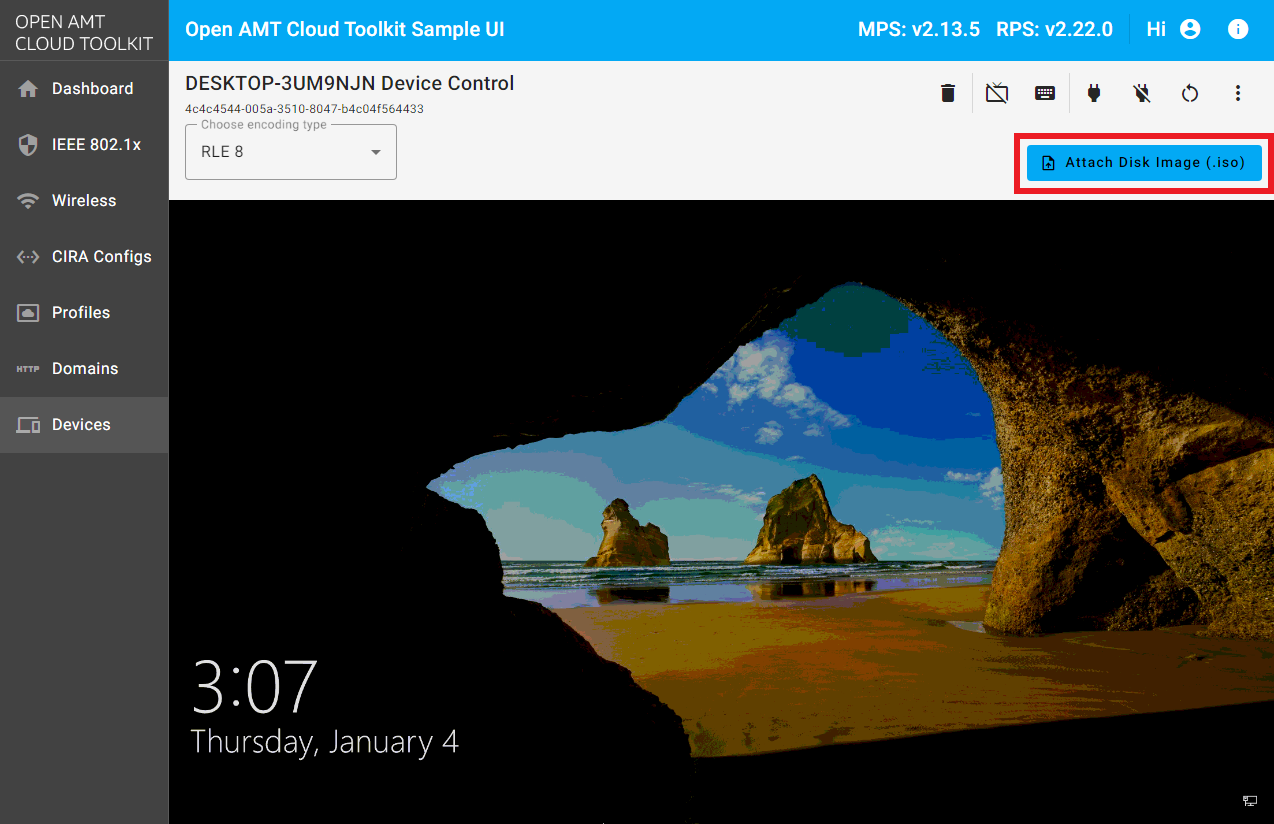 OPEN AMT
CLOUD TOOLKIT
Open AMT Cloud Toolkit Sample UI
MPS: v2.13.5 RPS: v2.22.0
Hi
Dashboard
IEEE 802.1x
Wireless
CIRA Configs
Profiles
HTTP Domains
Devices
DESKTOP-3UM9NJN Device Control
4c4c4544-005a-3510-8047-b4c04f564433
Choose encoding type
RLE 8
Attach Disk Image (.iso)
3:07
Thursday, January 4